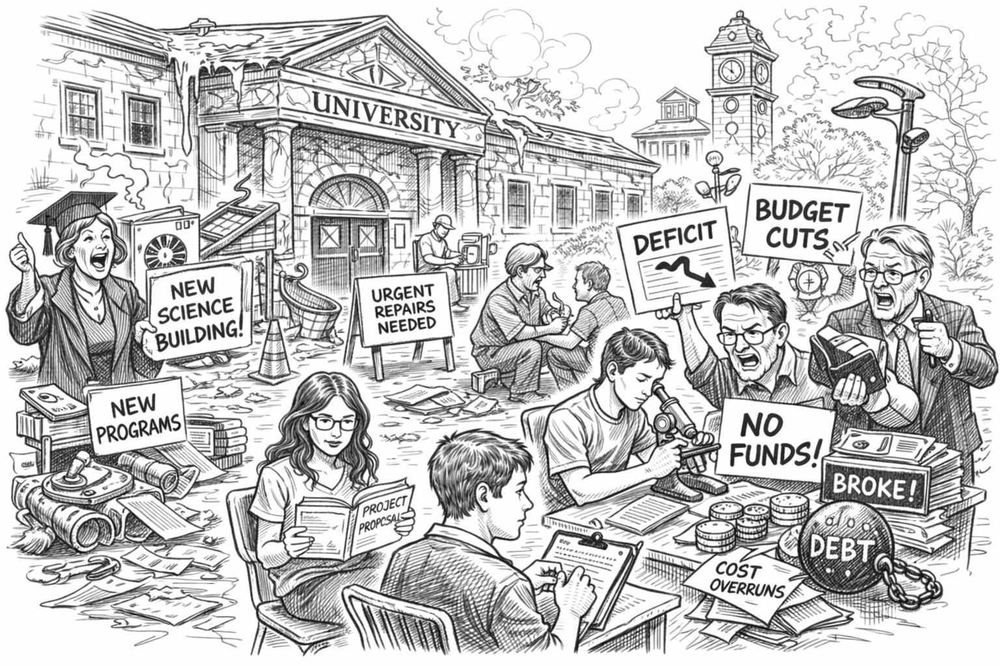 UNIVERSITY
BUDGET
CUTS
DEFICIT
NEW
SCIENCE
BUILDING!
URGENT
REPAIRS
NEEDED
NEW
PROGRAMS
NO
FUNDS!
BROKE!
PROJECT
PROPOSAL
DEBT
COST
OVERRUNS